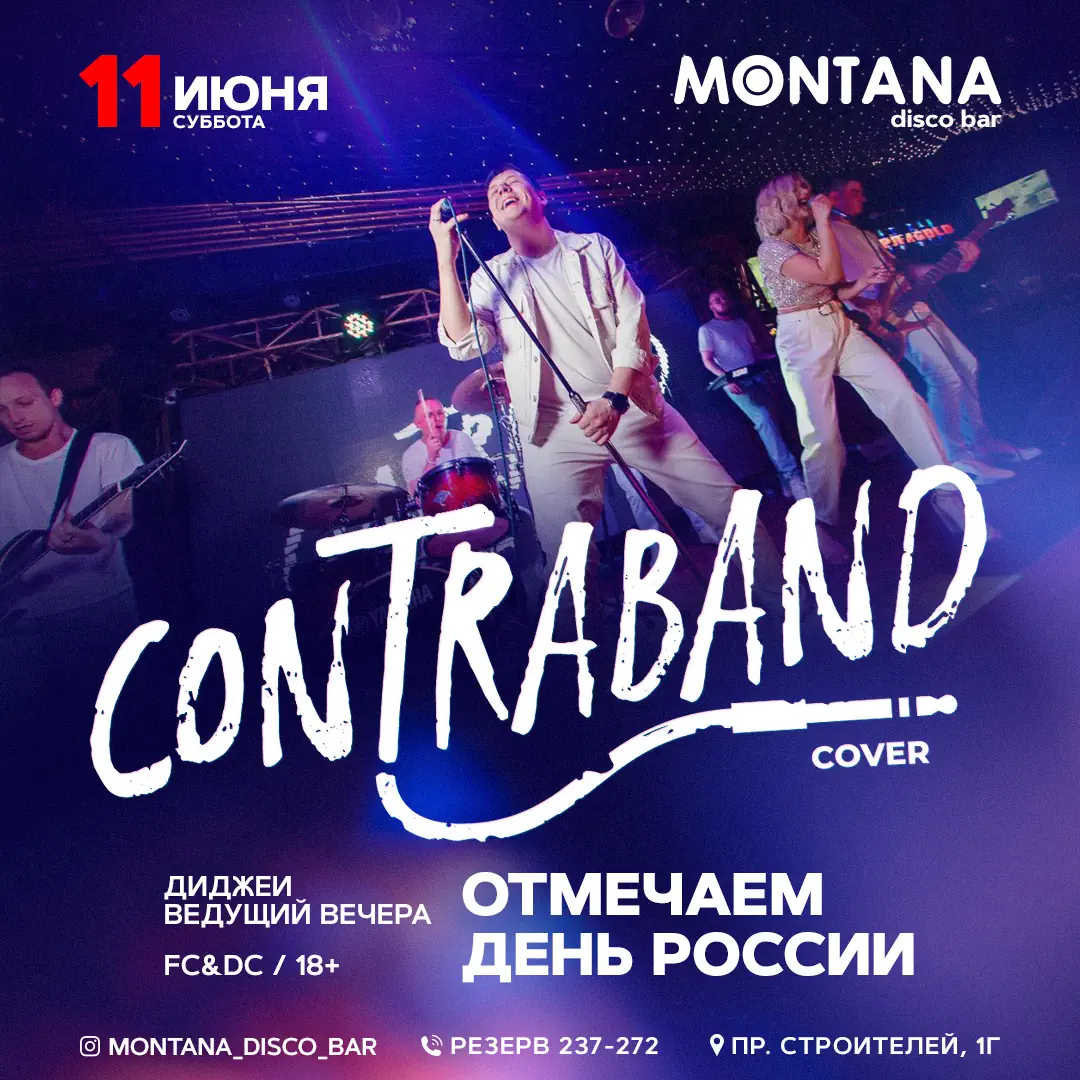 11 ИЮНЯ
СУББОТА
MONTANA
disco bar
CONTRABAND
COVER
ДИДЖЕИ
ВЕДУЩИЙ ВЕЧЕРА
FC&DC / 18+
ОТМЕЧАЕМ
ДЕНЬ РОССИИ
MONTANA_DISCO_BAR
РЕЗЕРВ 237-272
ПР. СТРОИТЕЛЕЙ, 1Г